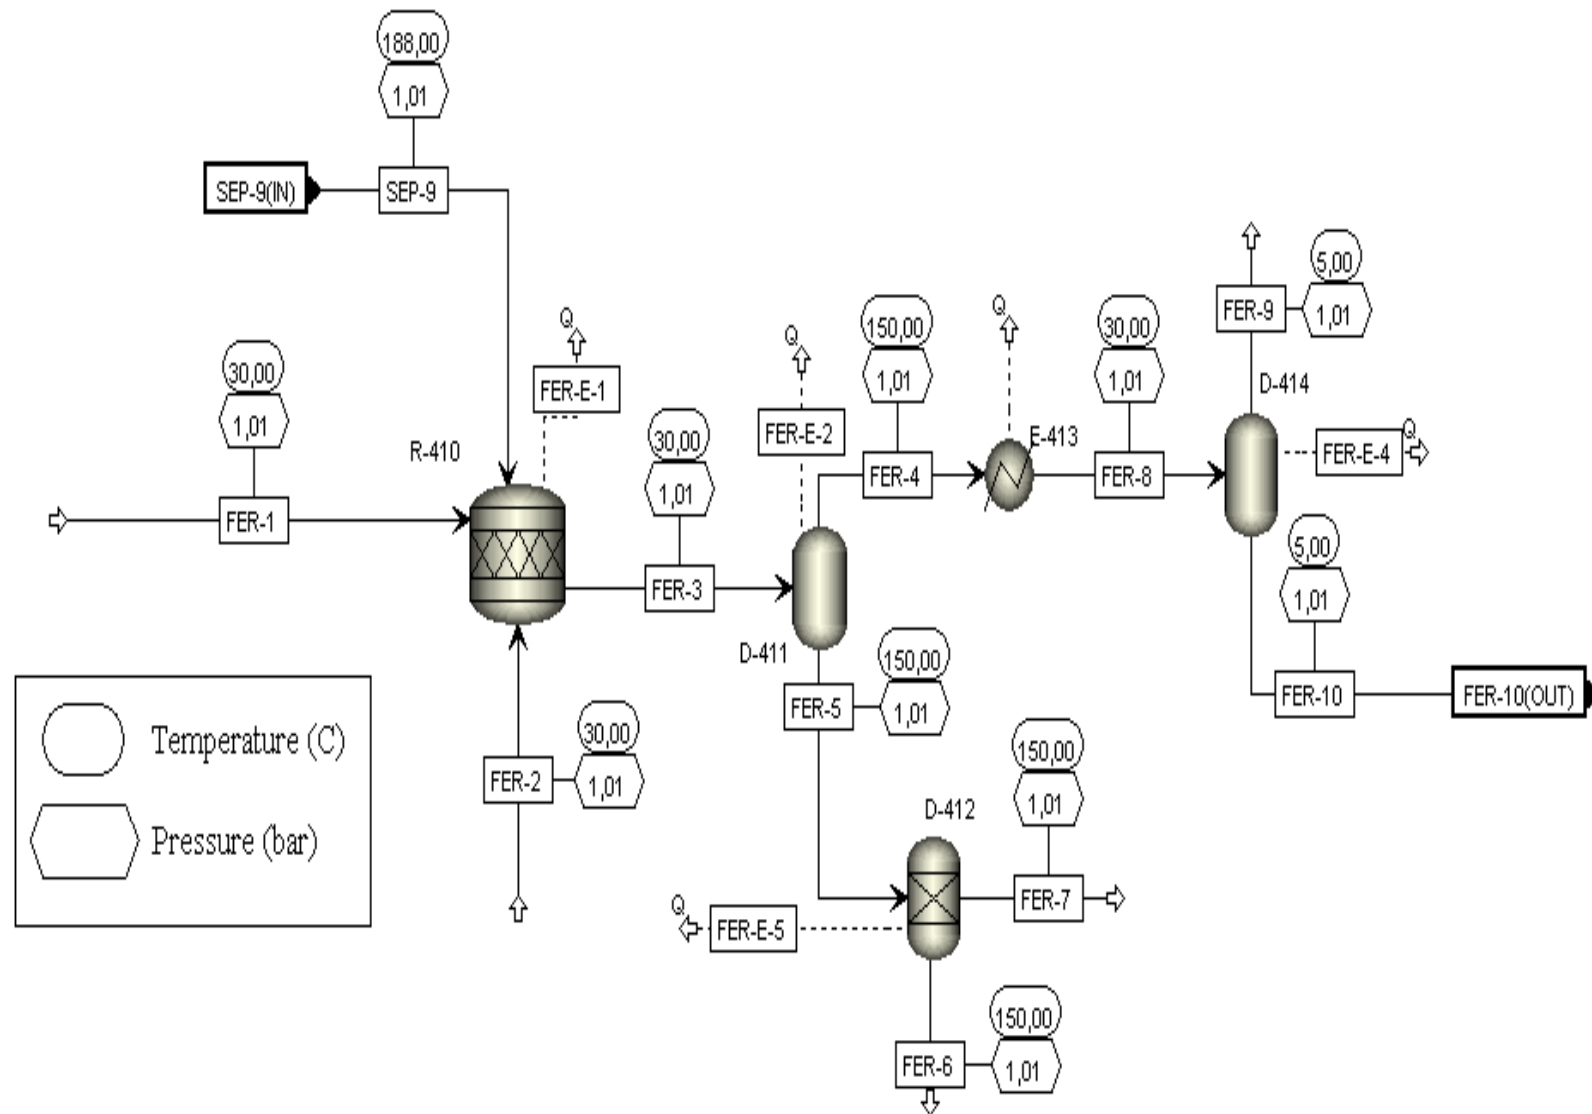 188,00
1,01
SEP-9(IN)
SEP-9
30,00
1,01
FER-1
R-410
Q
FER-E-1
30,00
1,01
FER-3
Q
FER-E-2
D-411
150,00
1,01
FER-4
Q
E-413
30,00
1,01
FER-8
5,00
1,01
FER-9
D-414
Q
FER-E-4
5,00
1,01
FER-10
FER-10(OUT)
150,00
1,01
FER-5
30,00
1,01
FER-2
D-412
150,00
1,01
FER-7
Q
FER-E-5
150,00
1,01
FER-6
Temperature (C)
Pressure (bar)